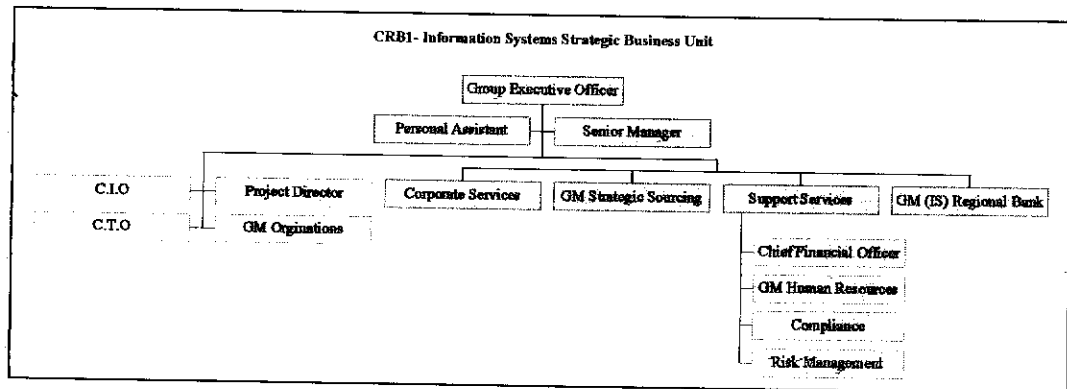 CRB1- Information Systems Strategic Business Unit
Group Executive Officer
Personal Assistant
Senior Manager
C.I.O
Project Director
Corporate Services
GM Strategic Sourcing
Support Services
GM (IS) Regional Bank
C.T.O
GM Orginations
Chief Financial Officer
GM Human Resources
Compliance
Risk Management